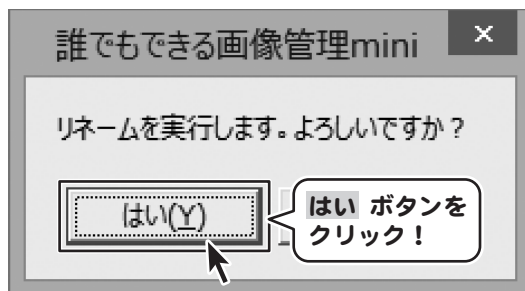 誰でもできる画像管理mini
リネームを実行します。よろしいですか？
はい(Y)
はい ボタンを
クリック！